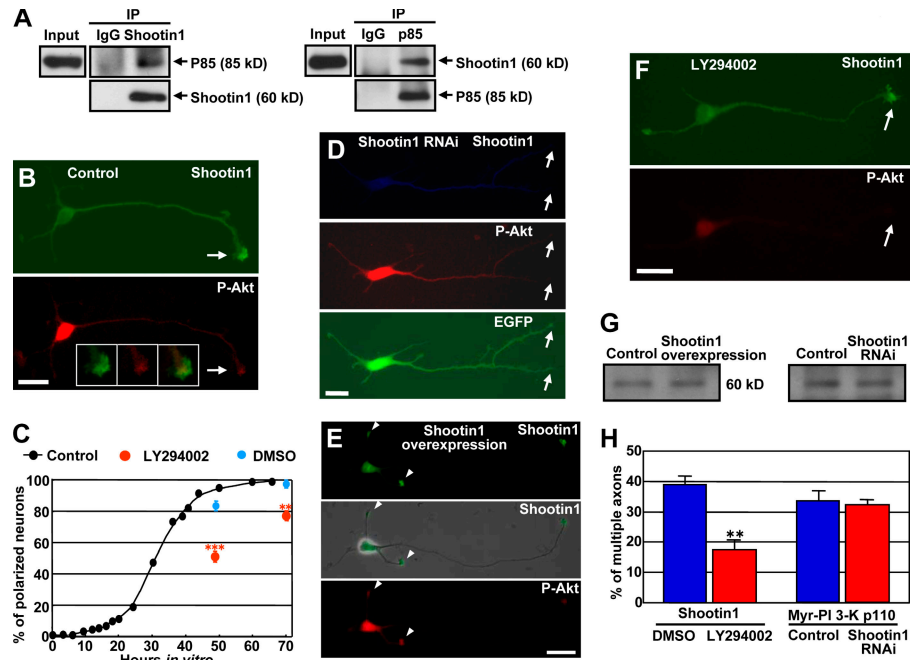 A
IP
Input IgG Shootin1
P85 (85 kD)
Shootin1 (60 kD)
IP
Input IgG p85
Shootin1 (60 kD)
P85 (85 kD)
B
Control Shootin1
P-Akt
C
Control LY294002 DMSO
% of polarized neurons
100
80
60
40
20
0
***
**
0 10 20 30 40 50 60 70
Hours in vitro
D
Shootin1 RNAi Shootin1
P-Akt
EGFP
E
Shootin1
overexpression
Shootin1
Shootin1
P-Akt
F
LY294002 Shootin1
P-Akt
G
Control Shootin1
overexpression
60 kD
Control Shootin1
RNAi
H
% of multiple axons
50
40
30
20
10
0
**
Shootin1
DMSO LY294002
Myr-PI 3-K p110
Control Shootin1
RNAi